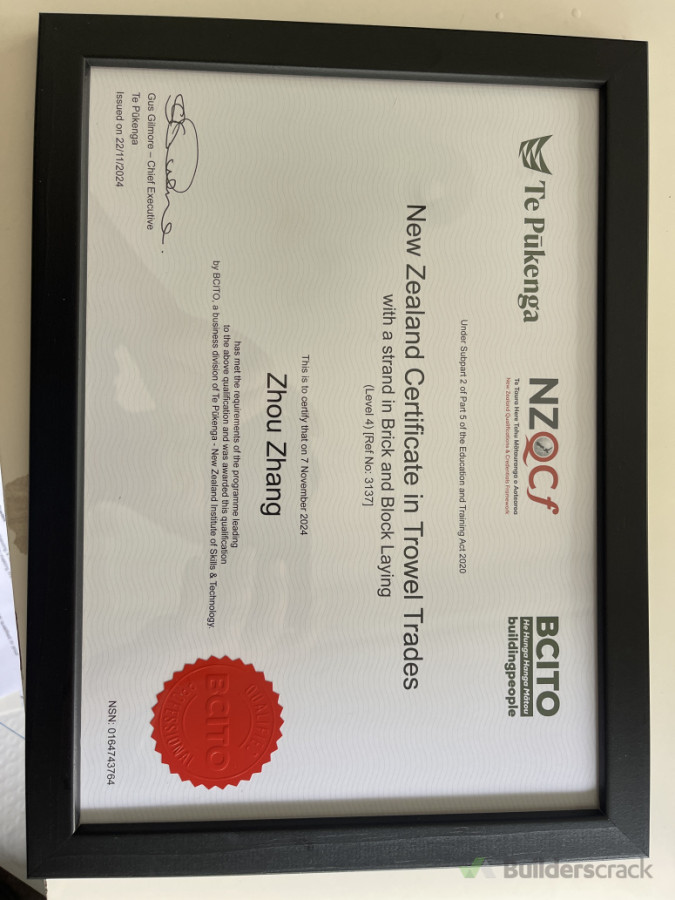 Te Pūkenga
NZQCf
Te Taura Here Tohu Mātauranga o Aotearoa
New Zealand Qualifications & Credentials Framework
BCITO
He Hunga Hanga Mātou
buildingpeople
Under Subpart 2 of Part 5 of the Education and Training Act 2020
New Zealand Certificate in Trowel Trades
with a strand in Brick and Block Laying
(Level 4) [Ref No: 3137]
This is to certify that on 7 November 2024
Zhou Zhang
has met the requirements of the programme leading
to the above qualification and was awarded this qualification
by BCITO, a business division of Te Pūkenga - New Zealand Institute of Skills & Technology.
Gus Gilmore – Chief Executive
Te Pūkenga
Issued on 22/11/2024
BCITO
NSN: 0164743764
Builderscrack